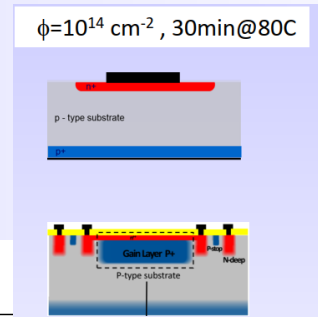 ϕ=10¹⁴ cm⁻² , 30min@80C
n+
p - type substrate
p+
Gain Layer P+
P-stop
N-deep
P-type substrate